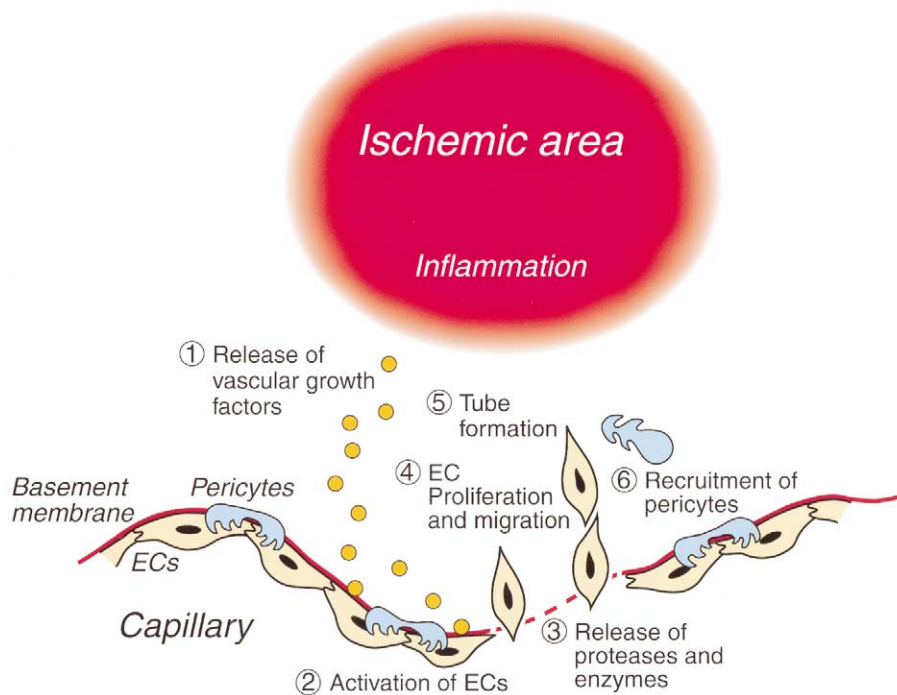 Ischemic area
Inflammation
① Release of
vascular growth
factors
⑤ Tube
formation
④ EC
Proliferation
and migration
⑥ Recruitment of
pericytes
Basement
membrane
Pericytes
ECs
Capillary
③ Release of
proteases and
enzymes
② Activation of ECs